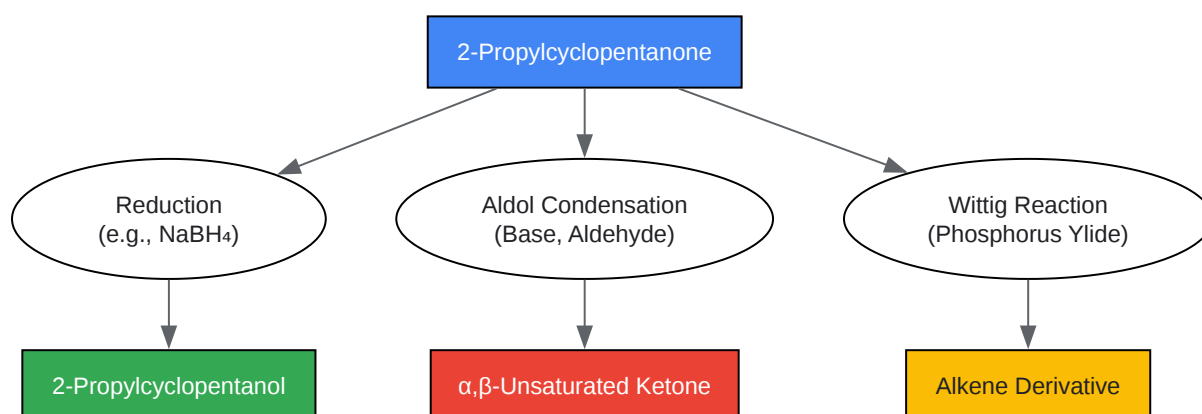 2-Propylcyclopentanone
Reduction
(e.g., NaBH₄)
Aldol Condensation
(Base, Aldehyde)
Wittig Reaction
(Phosphorus Ylide)
2-Propylcyclopentanol
α,β-Unsaturated Ketone
Alkene Derivative